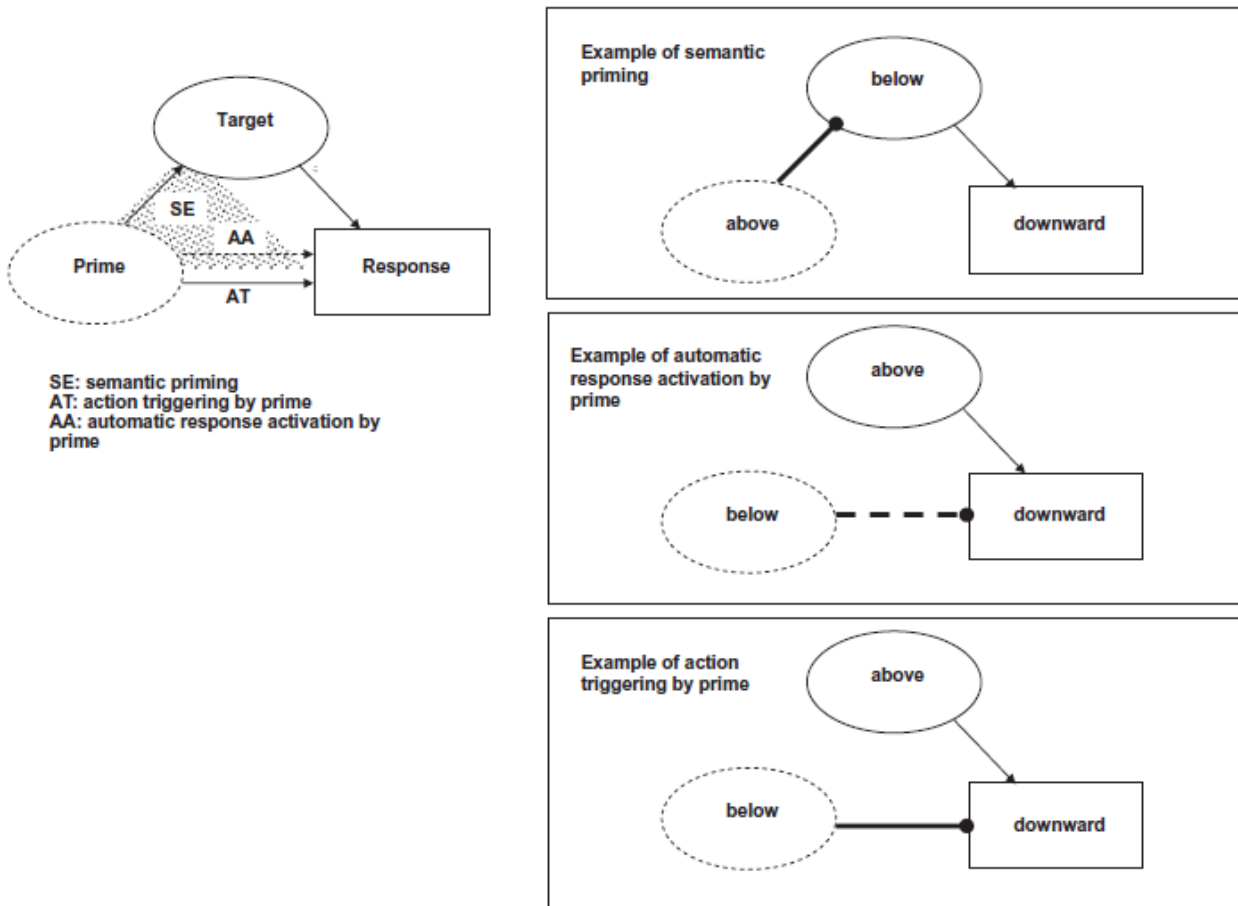 Target
SE
AA
Prime
Response
AT
SE: semantic priming
AT: action triggering by prime
AA: automatic response activation by
prime
Example of semantic
priming
below
above
downward
Example of automatic
response activation by
prime
above
below
downward
Example of action
triggering by prime
above
below
downward